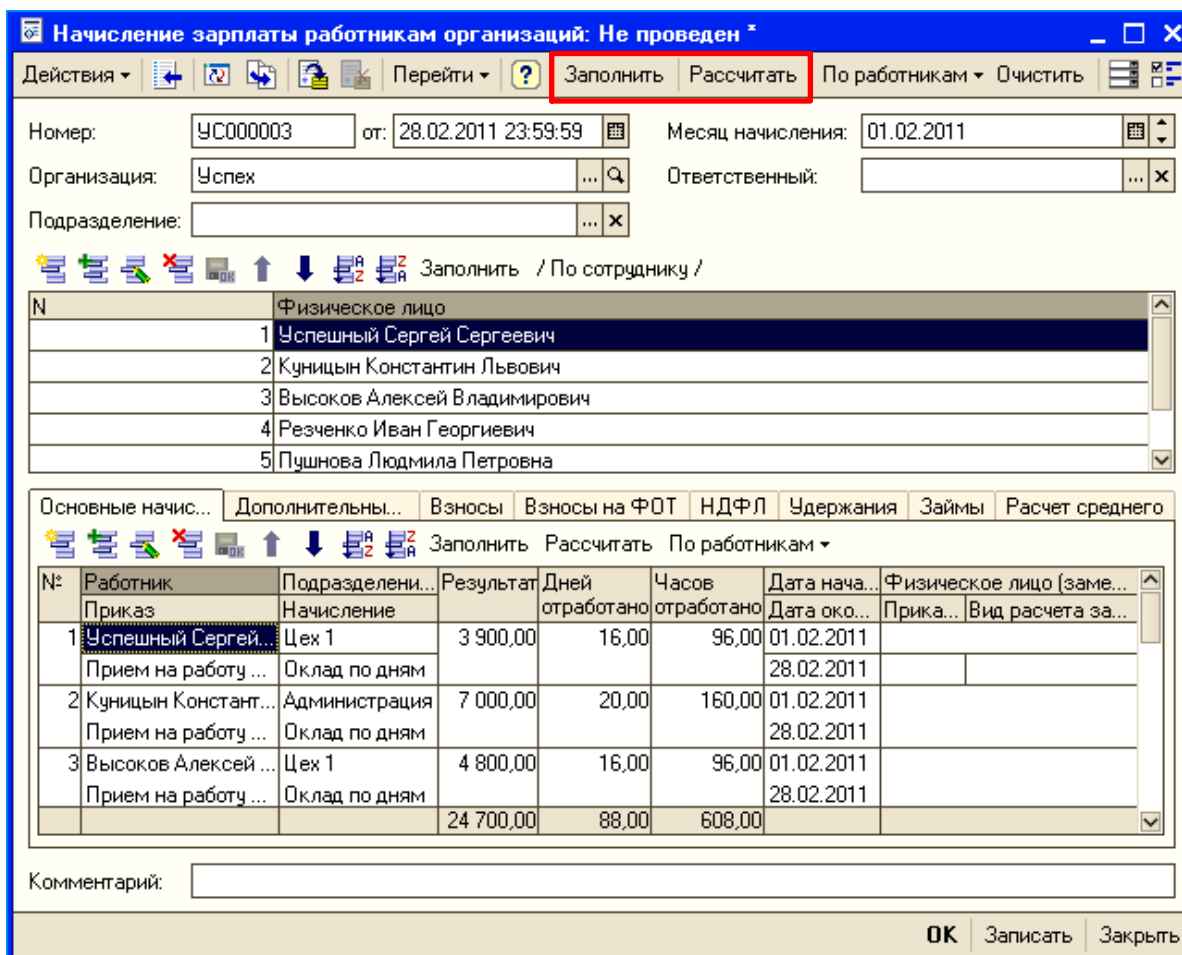 Начисление зарплаты работникам организаций: Не проведен *
Действия Перейти ? Заполнить Рассчитать По работникам Очистить
Номер: УС000003 от: 28.02.2011 23:59:59 Месяц начисления: 01.02.2011
Организация: Успех ... Ответственный: ... x
Подразделение: ... x
Заполнить / По сотруднику /
N Физическое лицо
1 Успешный Сергей Сергеевич
2 Куницын Константин Львович
3 Высоков Алексей Владимирович
4 Резченко Иван Георгиевич
5 Пушнова Людмила Петровна
Основные начис... Дополнительны... Взносы Взносы на ФОТ НДФЛ Удержания Займы Расчет среднего
Заполнить Рассчитать По работникам
№ Работник Подразделени... Результат Дней Часов Дата нача... Физическое лицо (заме...
Приказ Начисление отработано отработано Дата око... Прика... Вид расчета за...
1 Успешный Сергей... Цех 1 3 900,00 16,00 96,00 01.02.2011
Прием на работу ... Оклад по дням 28.02.2011
2 Куницын Констант... Администрация 7 000,00 20,00 160,00 01.02.2011
Прием на работу ... Оклад по дням 28.02.2011
3 Высоков Алексей ... Цех 1 4 800,00 16,00 96,00 01.02.2011
Прием на работу ... Оклад по дням 28.02.2011
24 700,00 88,00 608,00
Комментарий:
OK Записать Закрыть